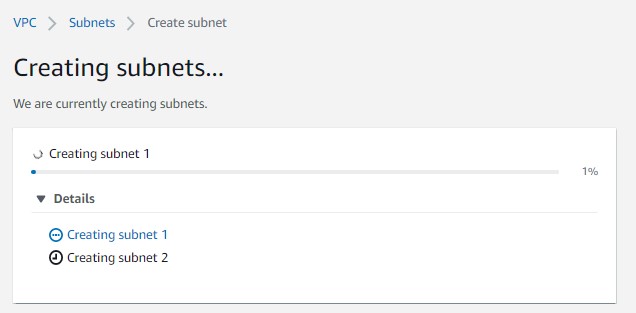 VPC Subnets Create subnet
Creating subnets...
We are currently creating subnets.
Creating subnet 1
1%
Details
Creating subnet 1
Creating subnet 2